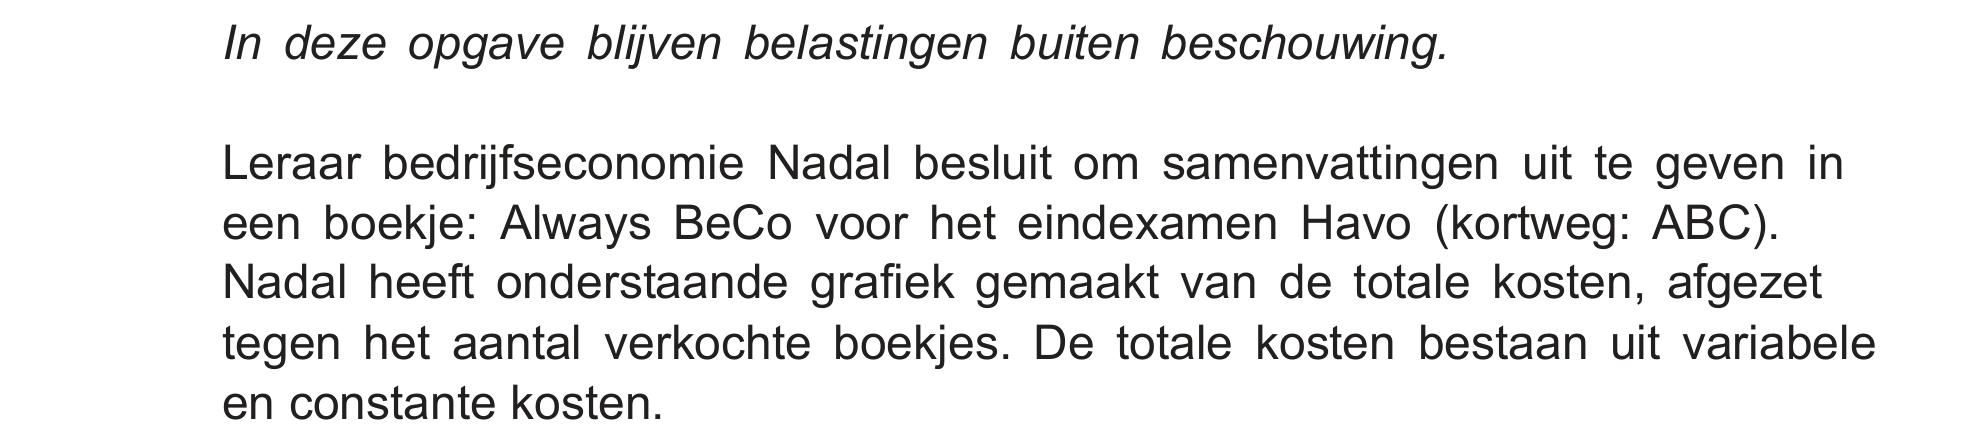 In deze opgave blijven belastingen buiten beschouwing.
Leraar bedrijfseconomie Nadal besluit om samenvattingen uit te geven in
een boekje: Always BeCo voor het eindexamen Havo (kortweg: ABC).
Nadal heeft onderstaande grafiek gemaakt van de totale kosten, afgezet
tegen het aantal verkochte boekjes. De totale kosten bestaan uit variabele
en constante kosten.